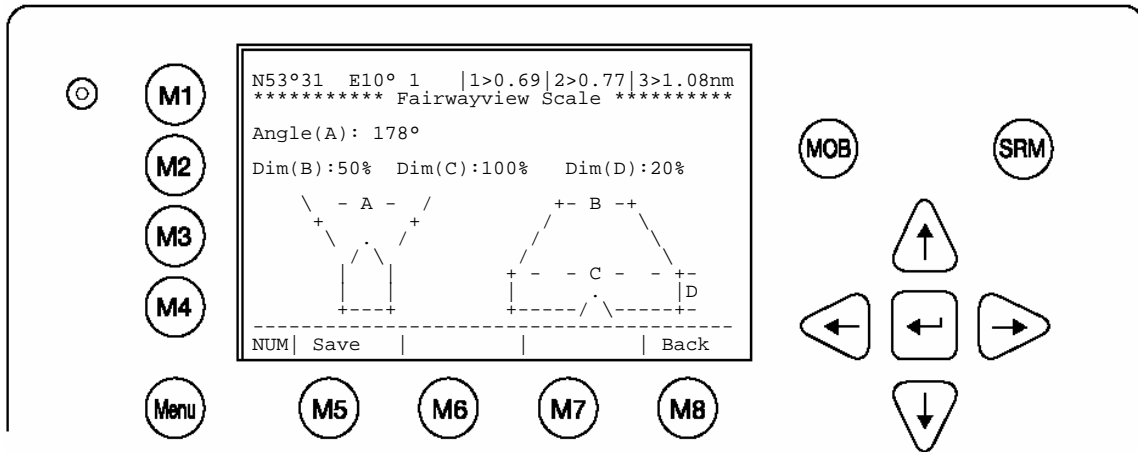 N53°31 E10° 1 |1>0.69|2>0.77|3>1.08nm
*********** Fairwayview Scale **********
Angle(A): 178°
Dim(B):50% Dim(C):100% Dim(D):20%
A
B
C
D
NUM| Save | | | Back
M1
M2
M3
M4
Menu
M5
M6
M7
M8
MOB
SRM